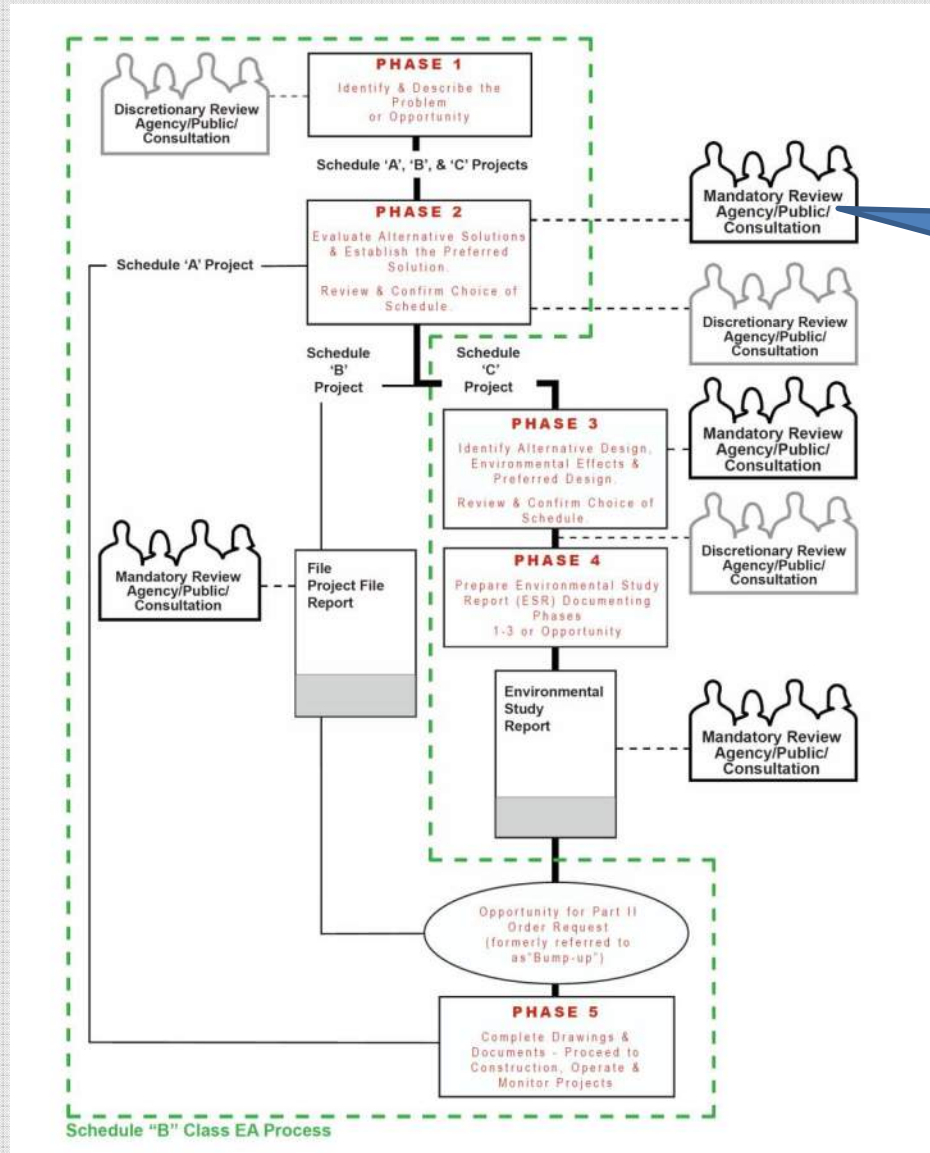 PHASE 1
Identify & Describe the
Problem
or Opportunity
Discretionary Review
Agency/Public/
Consultation
Schedule ‘A’, ‘B’, & ‘C’ Projects
PHASE 2
Evaluate Alternative Solutions
& Establish the Preferred
Solution.
Review & Confirm Choice of
Schedule.
Mandatory Review
Agency/Public/
Consultation
Schedule ‘A’ Project
Discretionary Review
Agency/Public/
Consultation
Schedule
‘B’
Project
Schedule
‘C’
Project
PHASE 3
Identify Alternative Design,
Environmental Effects &
Preferred Design.
Review & Confirm Choice of
Schedule.
Mandatory Review
Agency/Public/
Consultation
Discretionary Review
Agency/Public/
Consultation
PHASE 4
Prepare Environmental Study
Report (ESR) Documenting
Phases
1-3 or Opportunity
Mandatory Review
Agency/Public/
Consultation
File
Project File
Report
Environmental
Study
Report
Mandatory Review
Agency/Public/
Consultation
Opportunity for Part II
Order Request
(formerly referred to
as"Bump-up")
PHASE 5
Complete Drawings &
Documents - Proceed to
Construction, Operate &
Monitor Projects
Schedule "B" Class EA Process